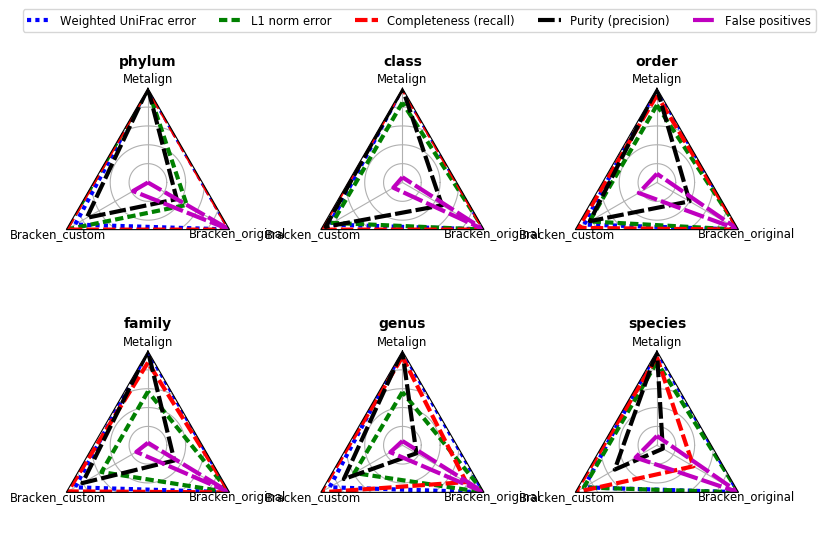 Weighted UniFrac error L1 norm error Completeness (recall) Purity (precision) False positives
phylum class order
Metalign Metalign Metalign
Bracken_custom Bracken_original Bracken_custom Bracken_original Bracken_custom Bracken_original
family genus species
Metalign Metalign Metalign
Bracken_custom Bracken_original Bracken_custom Bracken_original Bracken_custom Bracken_original